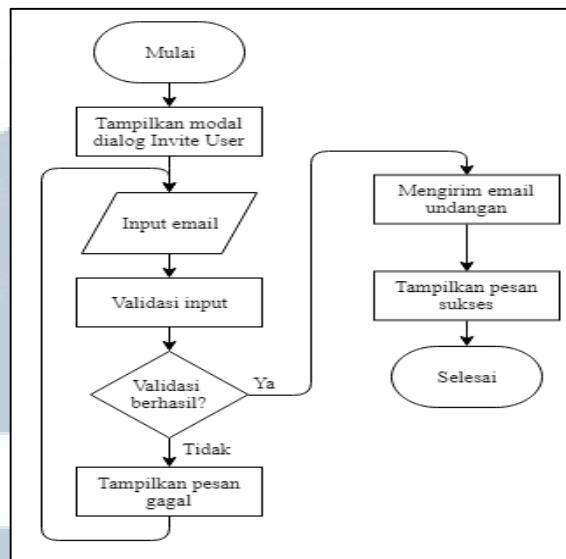 Mulai
Tampilkan modal
dialog Invite User
Input email
Validasi input
Validasi
berhasil?
Ya
Tidak
Tampilkan pesan
gagal
Mengirim email
undangan
Tampilkan pesan
sukses
Selesai